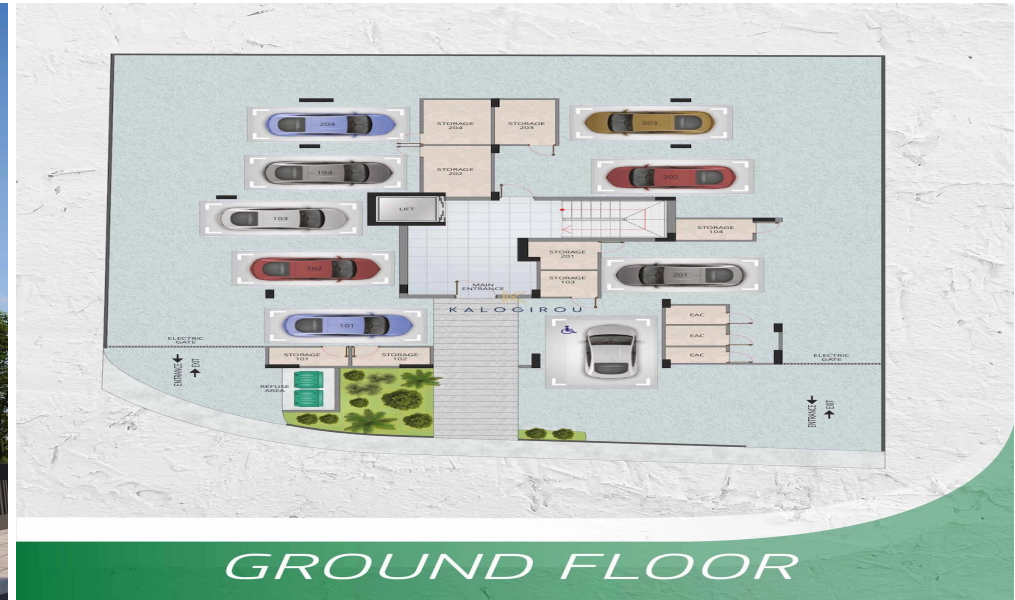 204
STORAGE
204
STORAGE
203
203
104
STORAGE
202
202
103
LIFT
STORAGE
104
102
STORAGE
201
201
STORAGE
103
MAIN
ENTRANCE
KALOGIROU
101
EAC
EAC
EAC
ELECTRIC
GATE
STORAGE
101
STORAGE
102
ELECTRIC
GATE
ENTRANCE
EXIT
REFUSE
AREA
ENTRANCE
EXIT
GROUND FLOOR